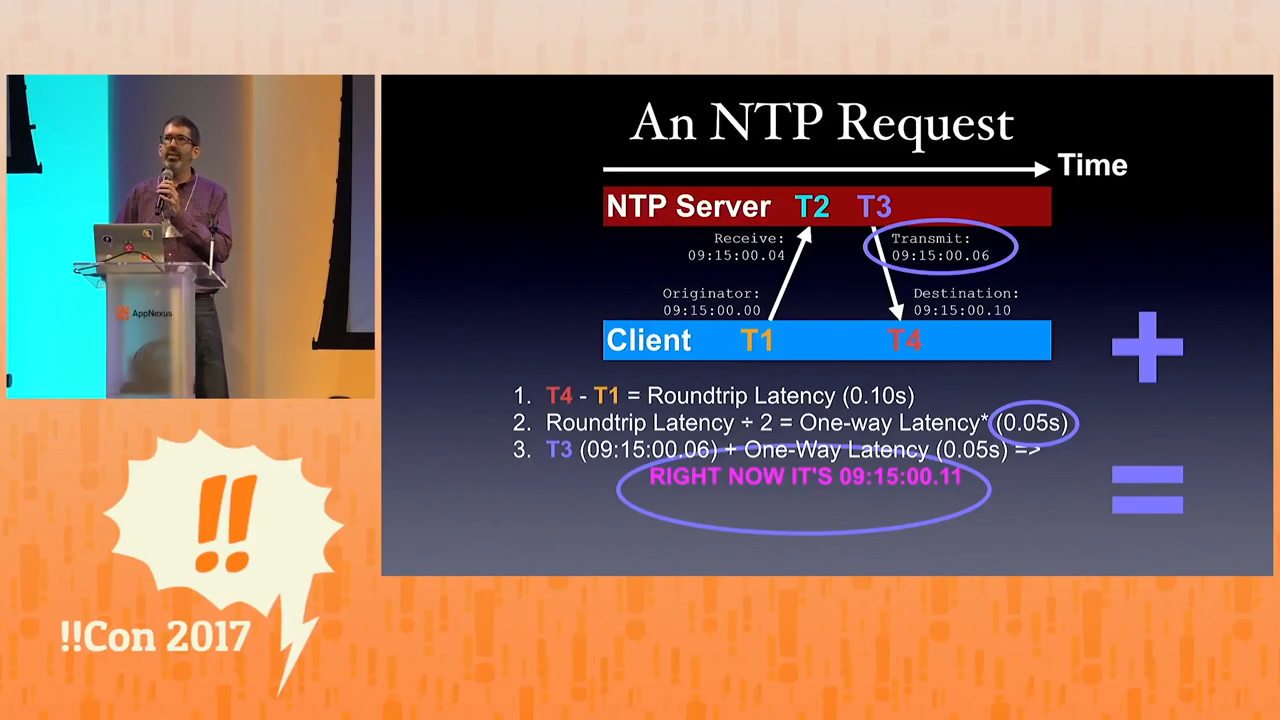 An NTP Request
Time
NTP Server T2 T3
Receive:
09:15:00.04
Transmit:
09:15:00.06
Originator:
09:15:00.00
Destination:
09:15:00.10
Client T1 T4
+
1. T4 - T1 = Roundtrip Latency (0.10s)
2. Roundtrip Latency ÷ 2 = One-way Latency* (0.05s)
3. T3 (09:15:00.06) + One-Way Latency (0.05s) =>
RIGHT NOW IT'S 09:15:00.11
=
AppNexus
!!
!!Con 2017